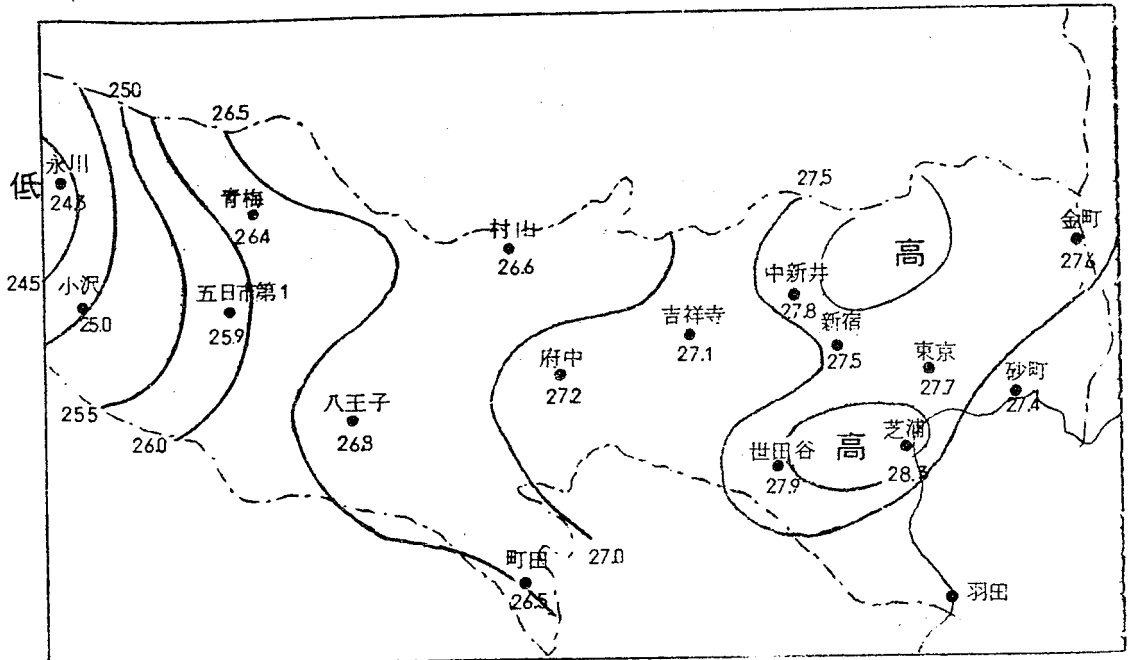 250
26.5
低
氷川
24.5
245
小沢
25.0
255
26.0
青梅
264
五日市第1
25.9
八王子
26.8
村山
26.6
府中
27.2
吉祥寺
27.1
町田
26.5
27.0
27.5
中新井
27.8
高
新宿
27.5
東京
27.7
金町
砂町
27.4
世田谷
27.9
高
芝浦
羽田